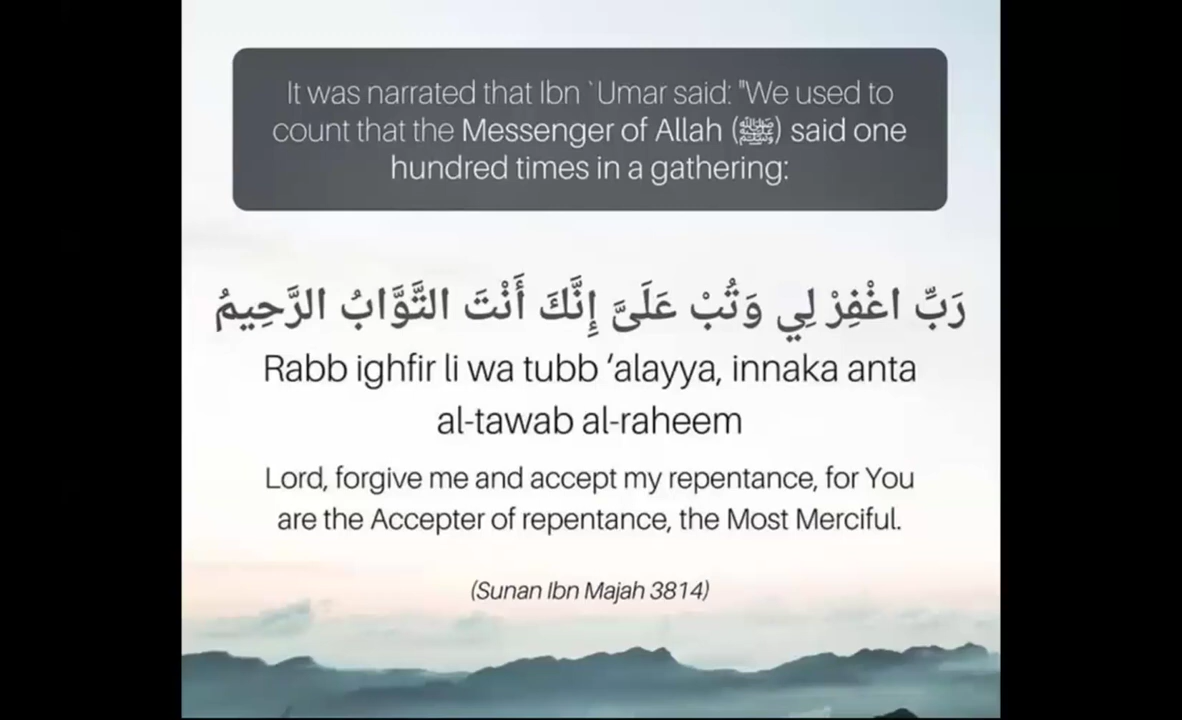 It was narrated that Ibn `Umar said: "We used to
count that the Messenger of Allah (ﷺ) said one
hundred times in a gathering:
رَبِّ اغْفِرْ لِي وَتُبْ عَلَىَّ إِنَّكَ أَنْتَ التَّوَّابُ الرَّحِيمُ
Rabb ighfir li wa tubb ‘alayya, innaka anta
al-tawab al-raheem
Lord, forgive me and accept my repentance, for You
are the Accepter of repentance, the Most Merciful.
(Sunan Ibn Majah 3814)